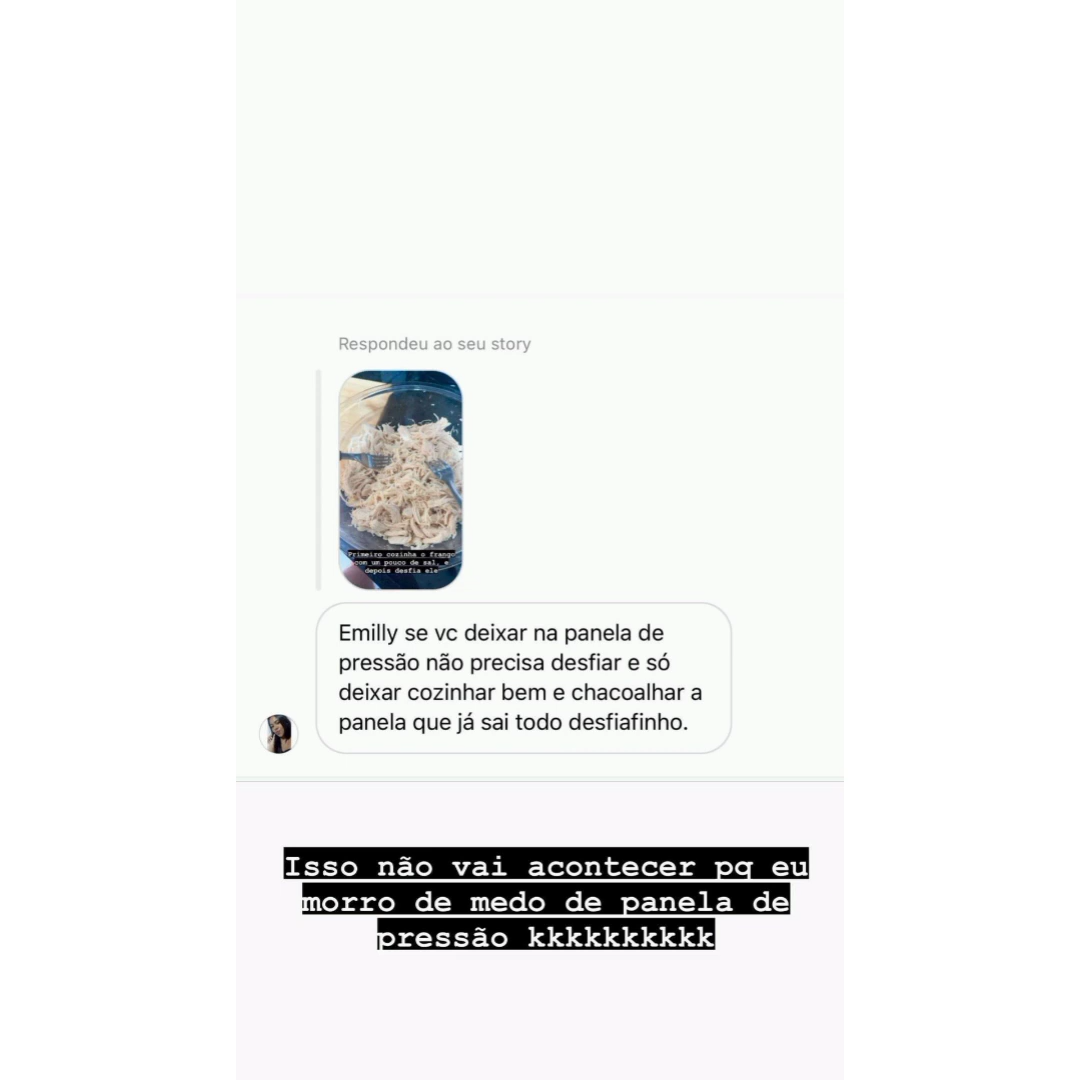 Respondeu ao seu story
Primeiro cozinha o frango
com um pouco de sal, e
depois desfia ele
Emilly se vc deixar na panela de
pressão não precisa desfiar e só
deixar cozinhar bem e chacoalhar a
panela que já sai todo desfiafinho.
Isso não vai acontecer pq eu
morro de medo de panela de
pressão kkkkkkkkkk